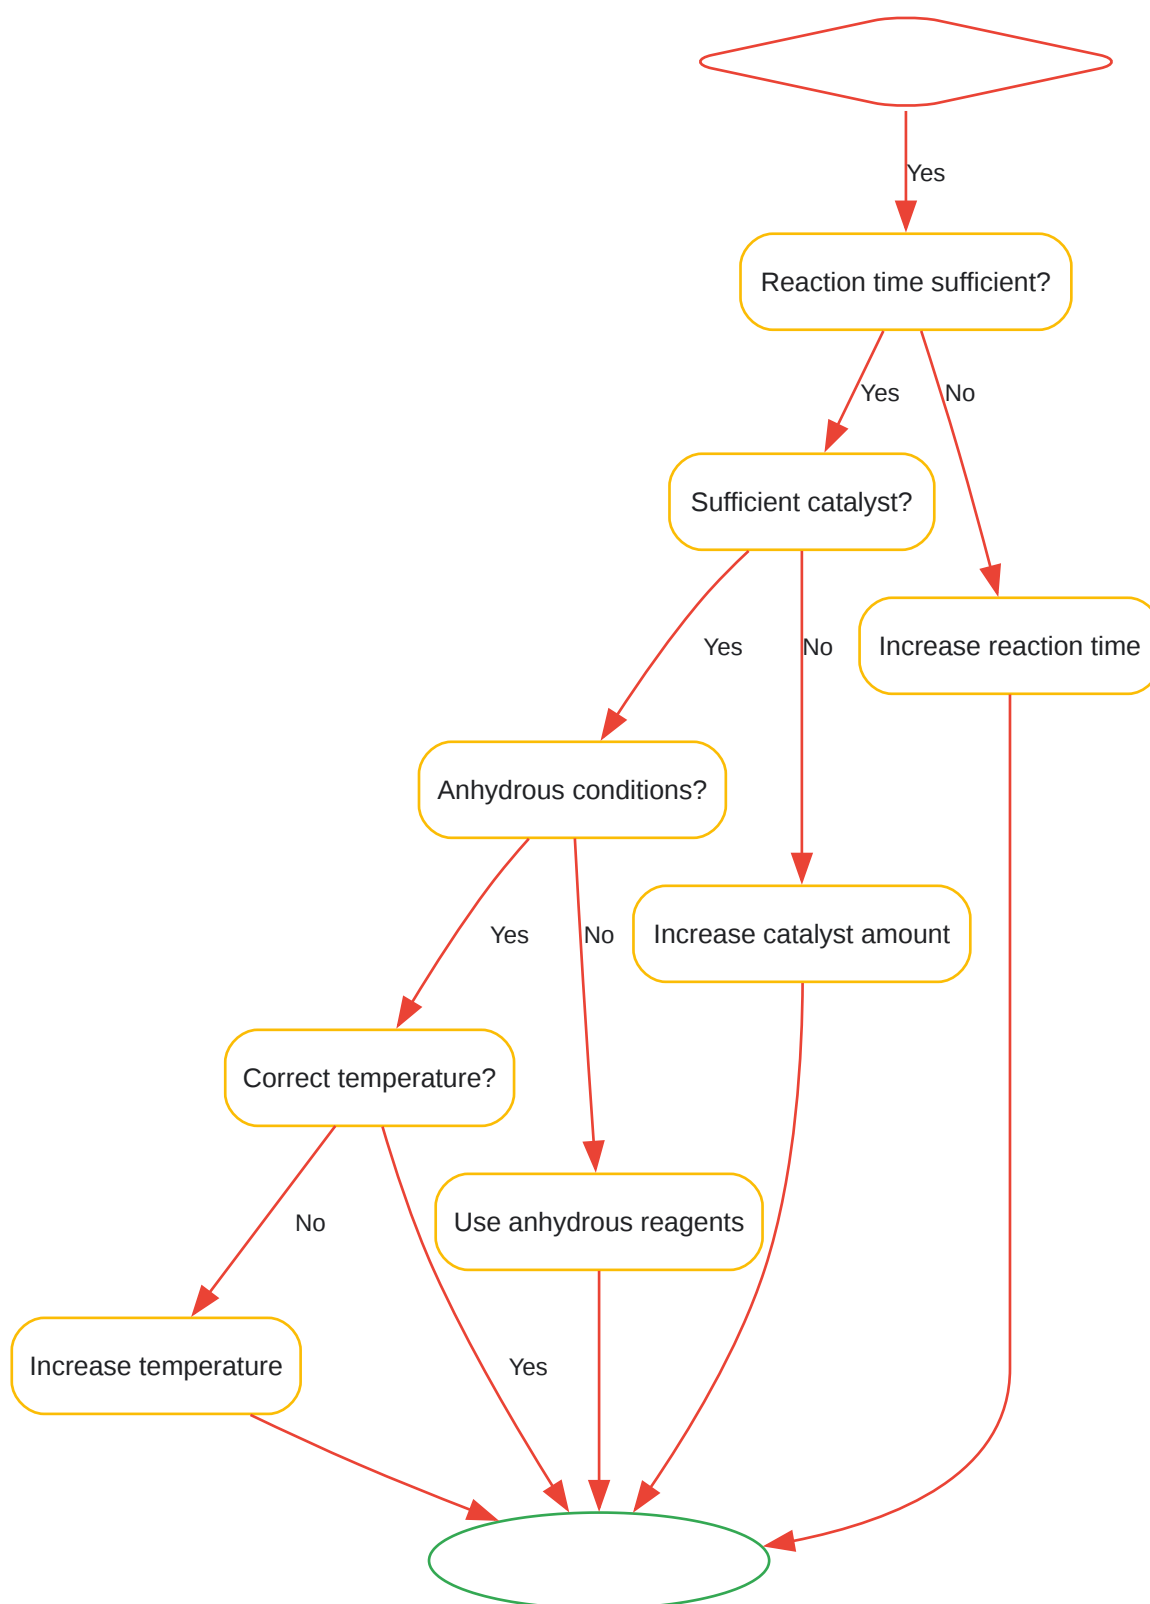 Yes
Reaction time sufficient?
Yes
No
Sufficient catalyst?
Yes
No
Increase reaction time
Anhydrous conditions?
Yes
No
Increase catalyst amount
Correct temperature?
No
Use anhydrous reagents
Increase temperature
Yes